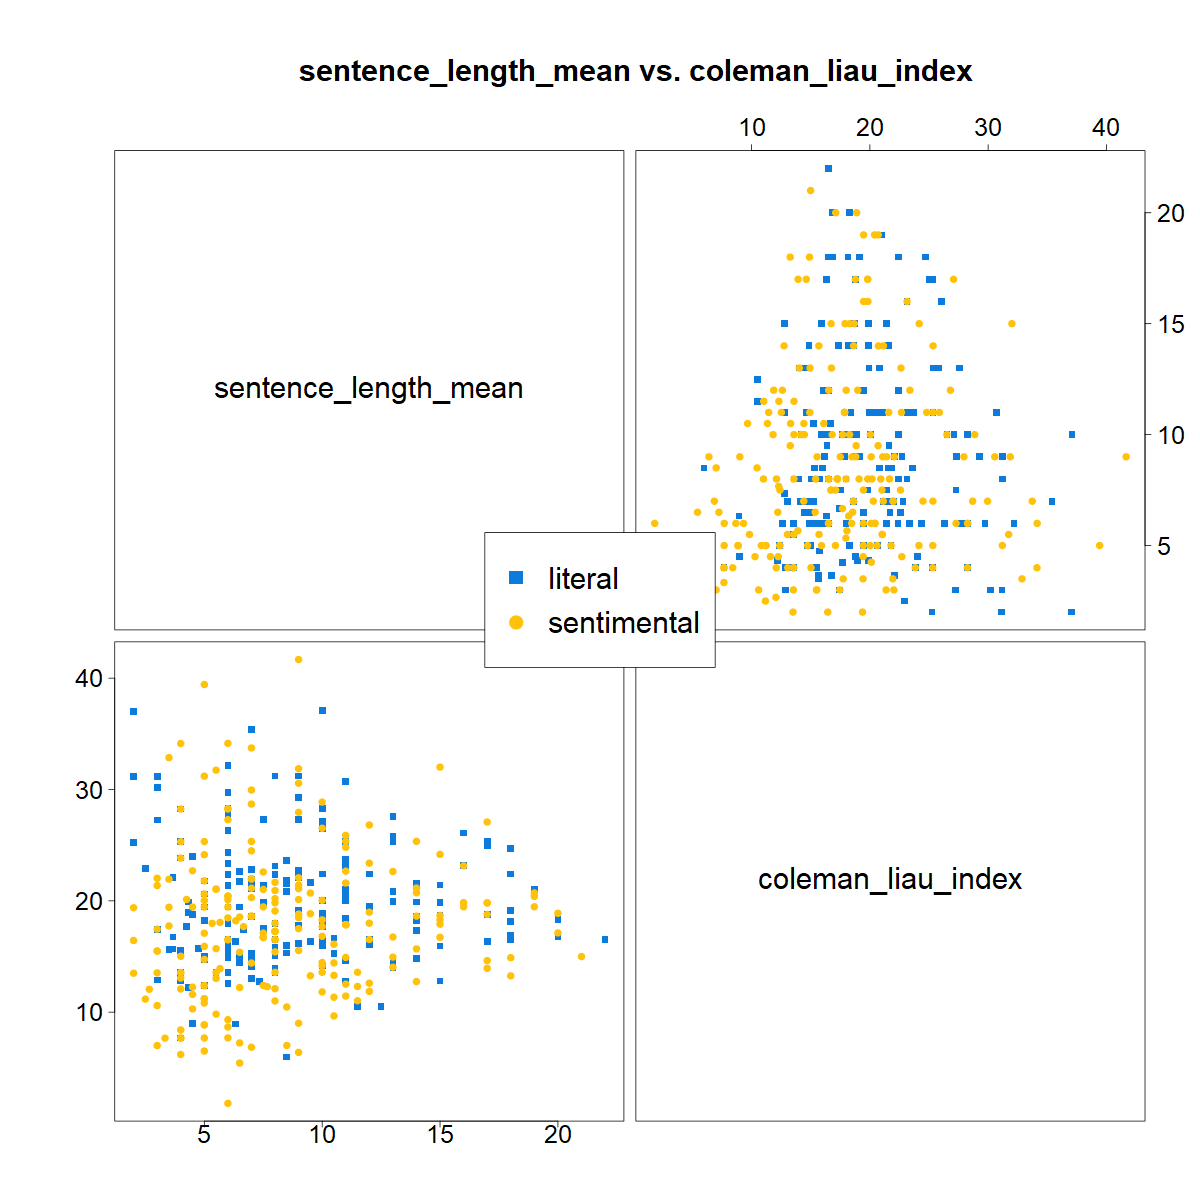 sentence_length_mean vs. coleman_liau_index
10 20 30 40
sentence_length_mean
20
15
10
5
literal
sentimental
40
30
20
10
coleman_liau_index
5 10 15 20